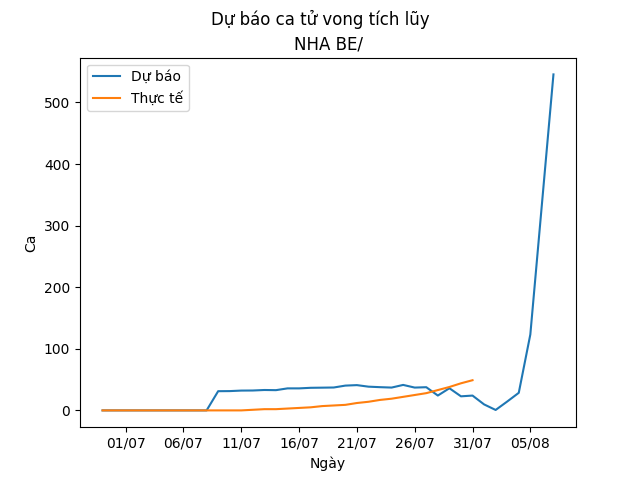 Dự báo ca tử vong tích lũy
NHA BE/
Dự báo
Thực tế
500
400
300
200
100
0
Ca
01/07 06/07 11/07 16/07 21/07 26/07 31/07 05/08
Ngày